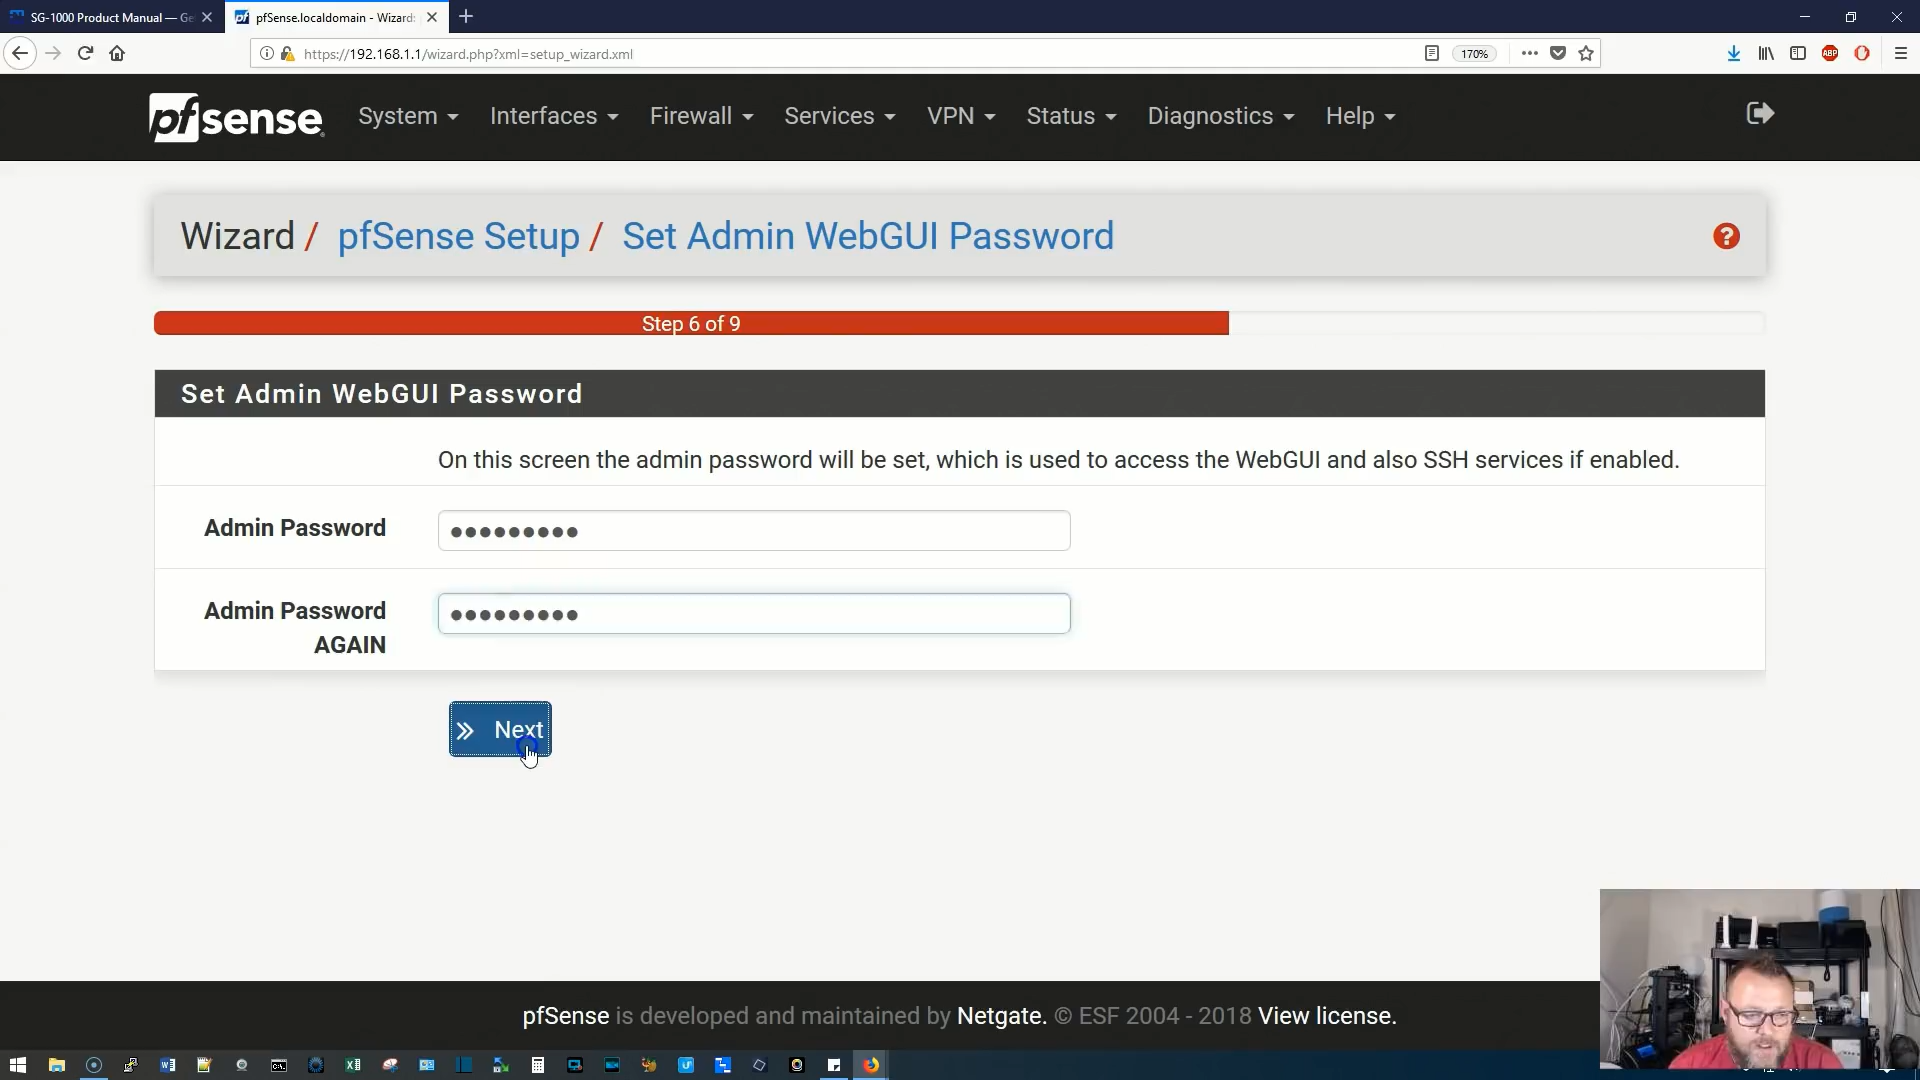 SG-1000 Product Manual — Ge
pfSense.localdomain - Wizard:
https://192.168.1.1/wizard.php?xml=setup_wizard.xml
170%
ABP
pfsense
System
Interfaces
Firewall
Services
VPN
Status
Diagnostics
Help
Wizard / pfSense Setup / Set Admin WebGUI Password
?
Step 6 of 9
Set Admin WebGUI Password
On this screen the admin password will be set, which is used to access the WebGUI and also SSH services if enabled.
Admin Password
Admin Password
AGAIN
Next
pfSense is developed and maintained by Netgate. © ESF 2004 - 2018 View license.